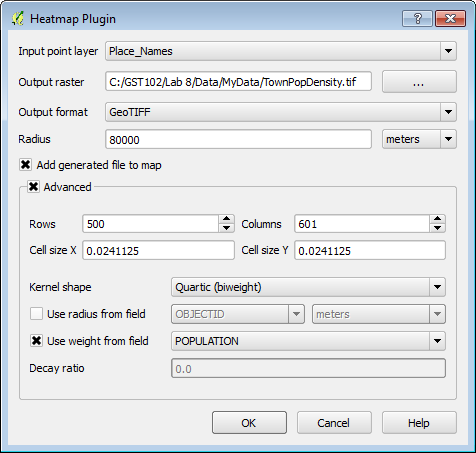 Heatmap Plugin
Input point layer Place_Names
Output raster C:/GST102/Lab 8/Data/MyData/TownPopDensity.tif ...
Output format GeoTIFF
Radius 80000 meters
Add generated file to map
Advanced
Rows 500 Columns 601
Cell size X 0.0241125 Cell size Y 0.0241125
Kernel shape Quartic (biweight)
Use radius from field OBJECTID meters
Use weight from field POPULATION
Decay ratio 0.0
OK Cancel Help